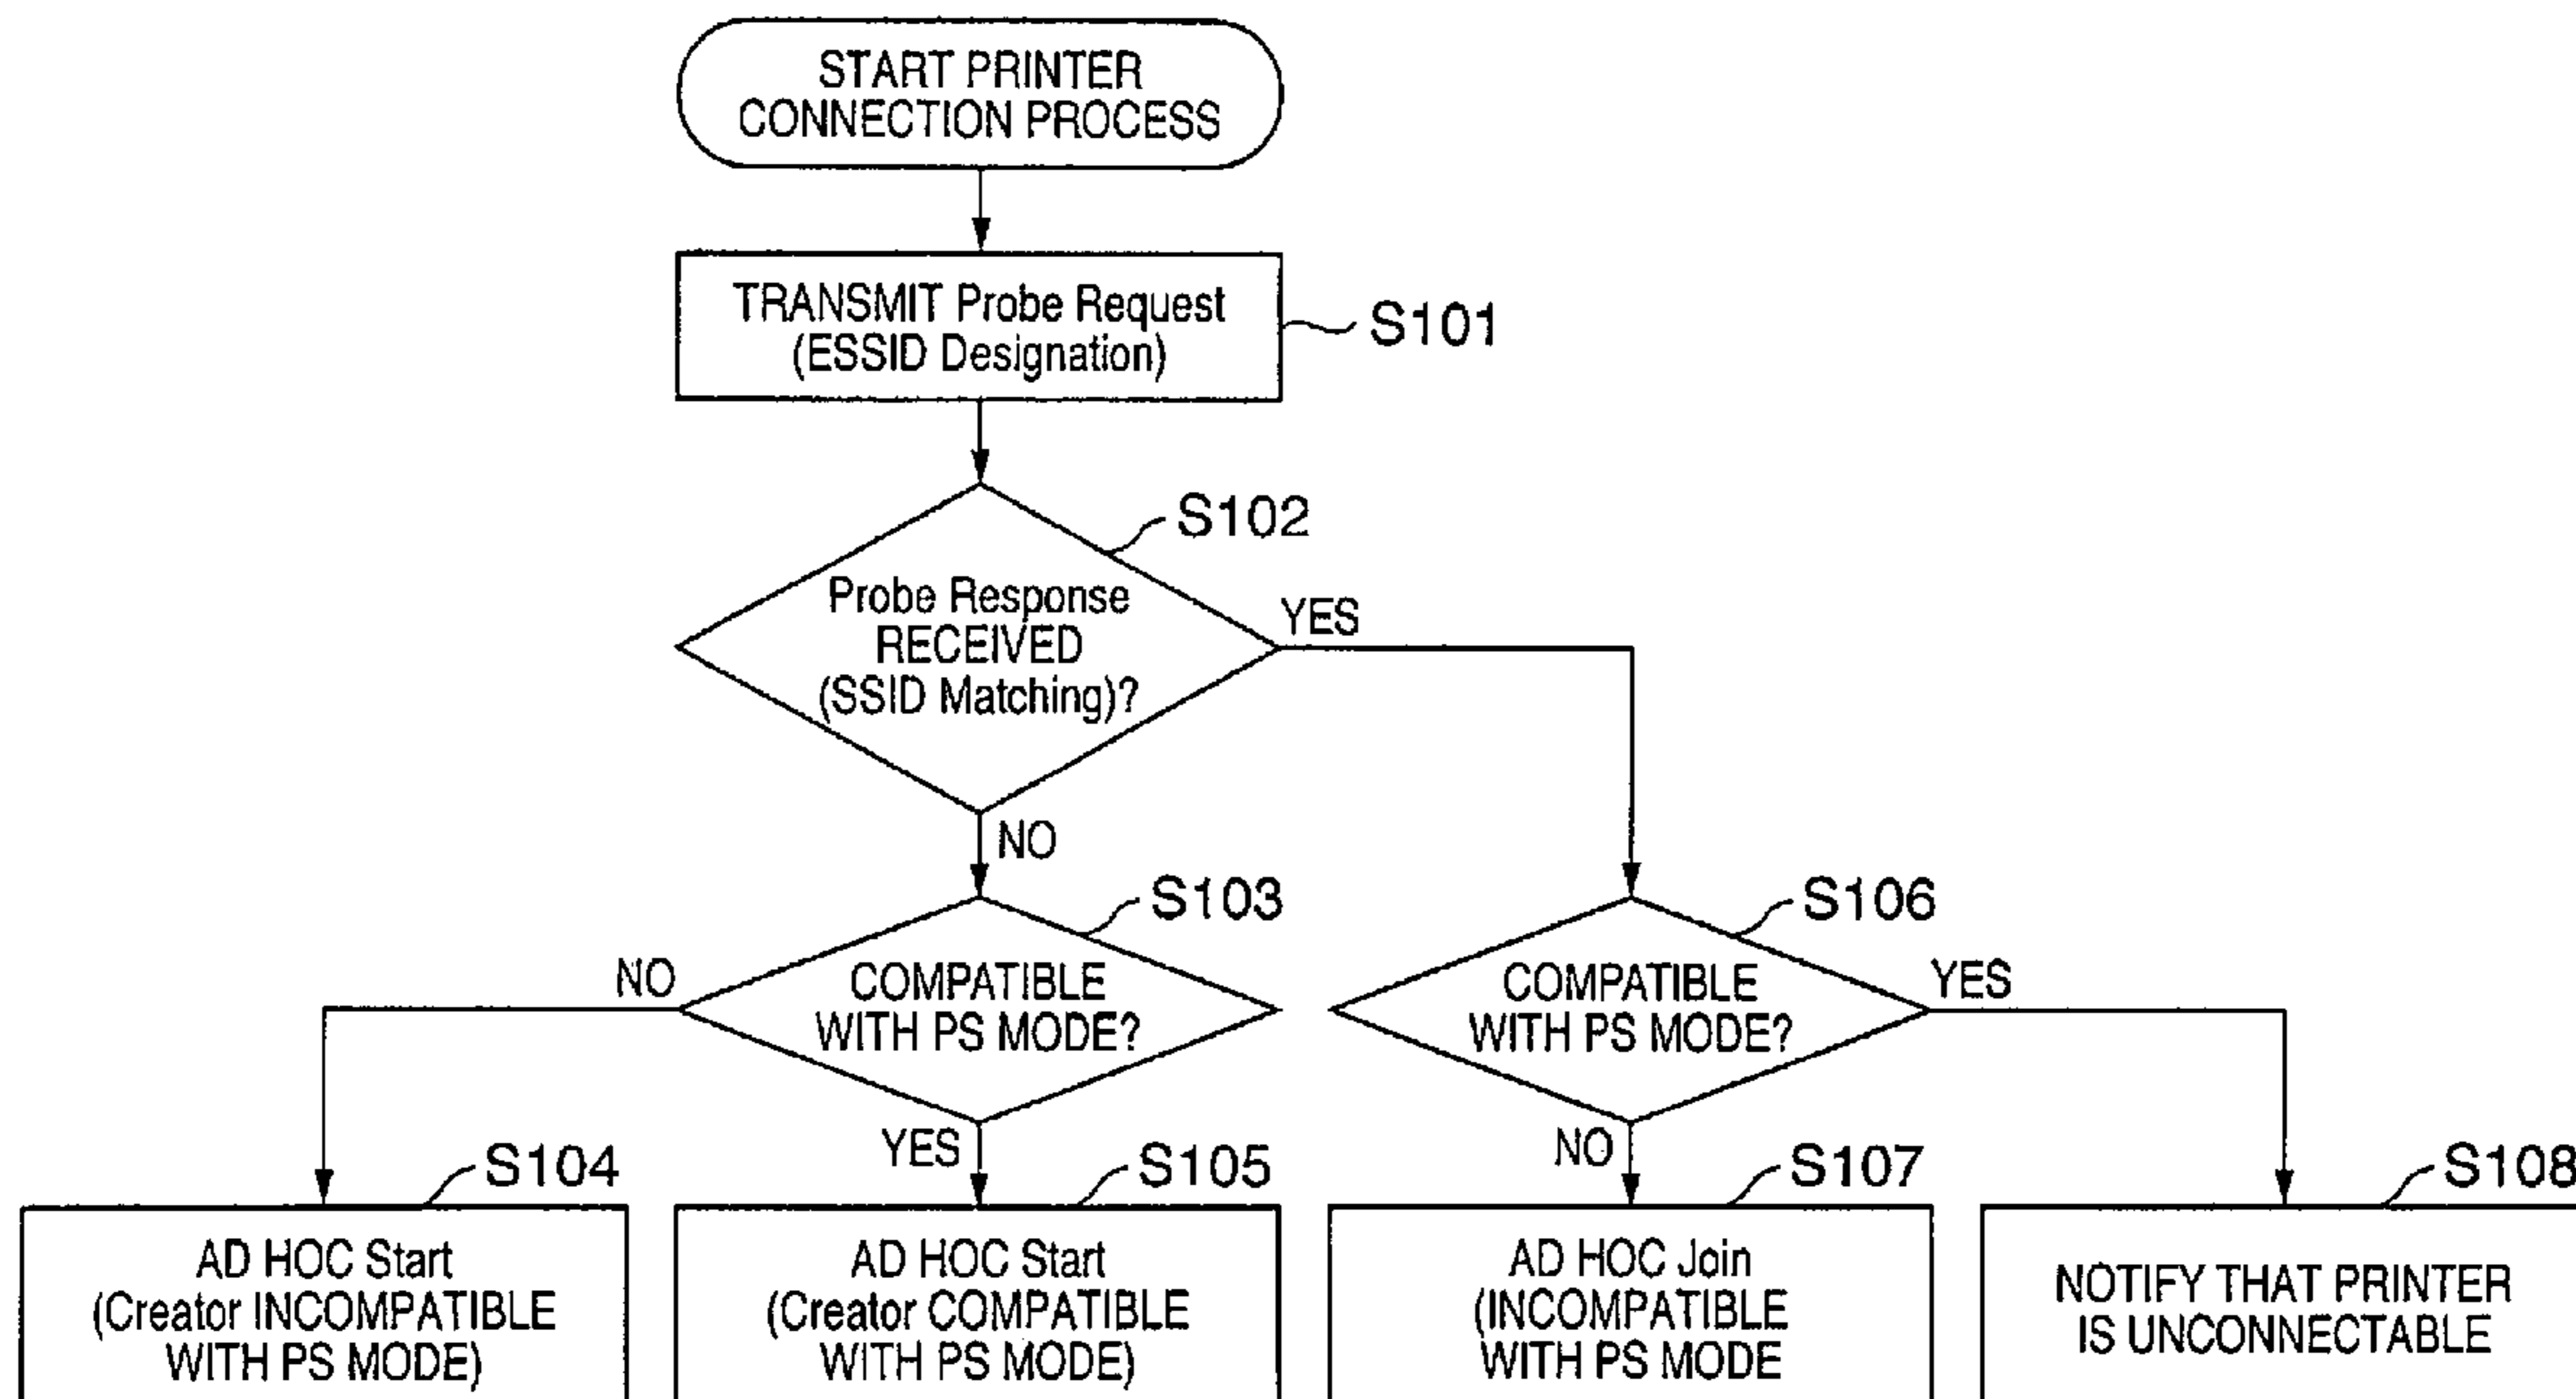 START PRINTER
CONNECTION PROCESS
TRANSMIT Probe Request
(ESSID Designation)
S101
S102
Probe Response
RECEIVED
(SSID Matching)?
YES
NO
S103
COMPATIBLE
WITH PS MODE?
NO
YES
S106
COMPATIBLE
WITH PS MODE?
YES
NO
S104
AD HOC Start
(Creator INCOMPATIBLE
WITH PS MODE)
S105
AD HOC Start
(Creator COMPATIBLE
WITH PS MODE)
S107
AD HOC Join
(INCOMPATIBLE
WITH PS MODE
S108
NOTIFY THAT PRINTER
IS UNCONNECTABLE